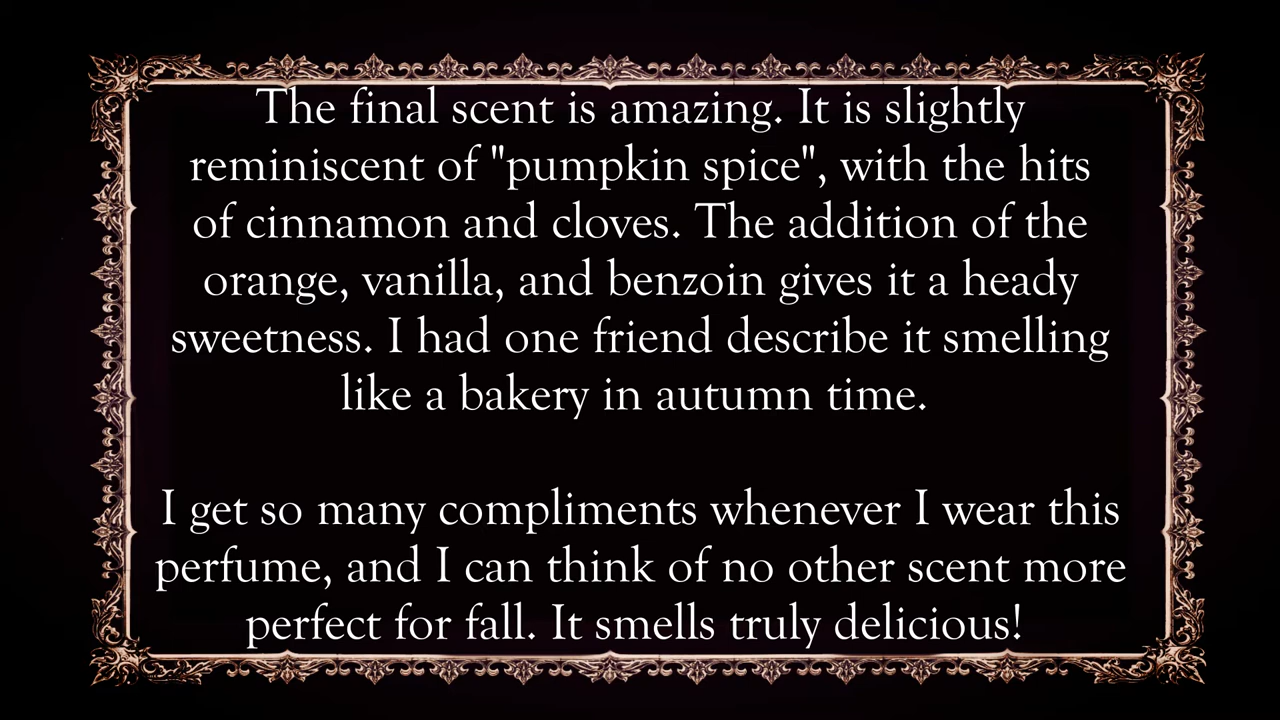 The final scent is amazing. It is slightly
reminiscent of "pumpkin spice", with the hits
of cinnamon and cloves. The addition of the
orange, vanilla, and benzoin gives it a heady
sweetness. I had one friend describe it smelling
like a bakery in autumn time.
I get so many compliments whenever I wear this
perfume, and I can think of no other scent more
perfect for fall. It smells truly delicious!